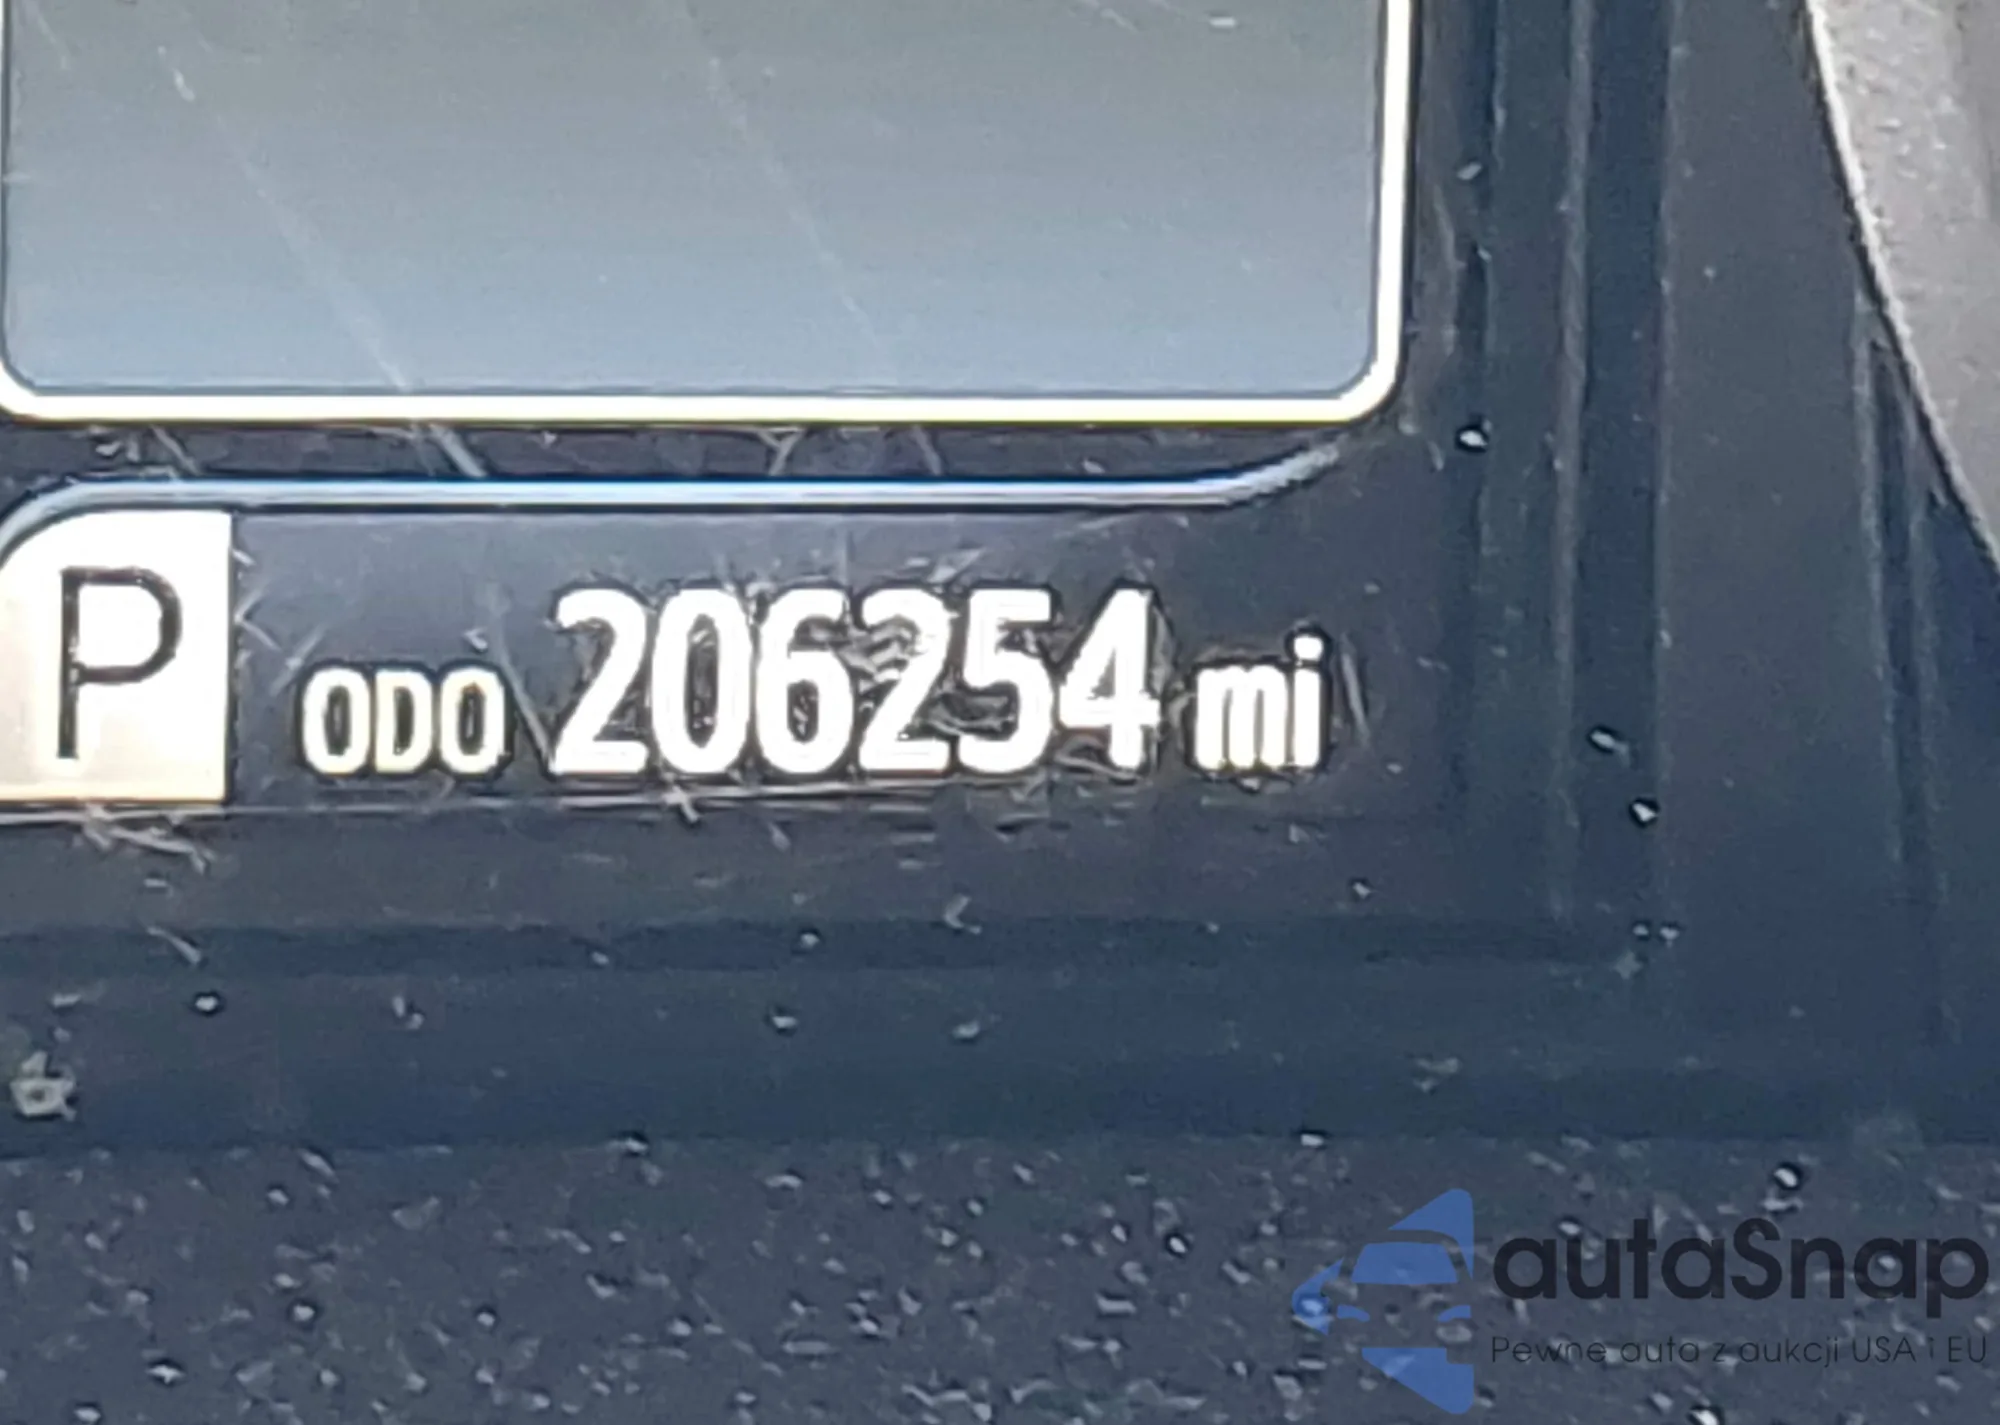 P ODO 206254 mi
autaSnap
Pewne auta z aukcji USA i EU